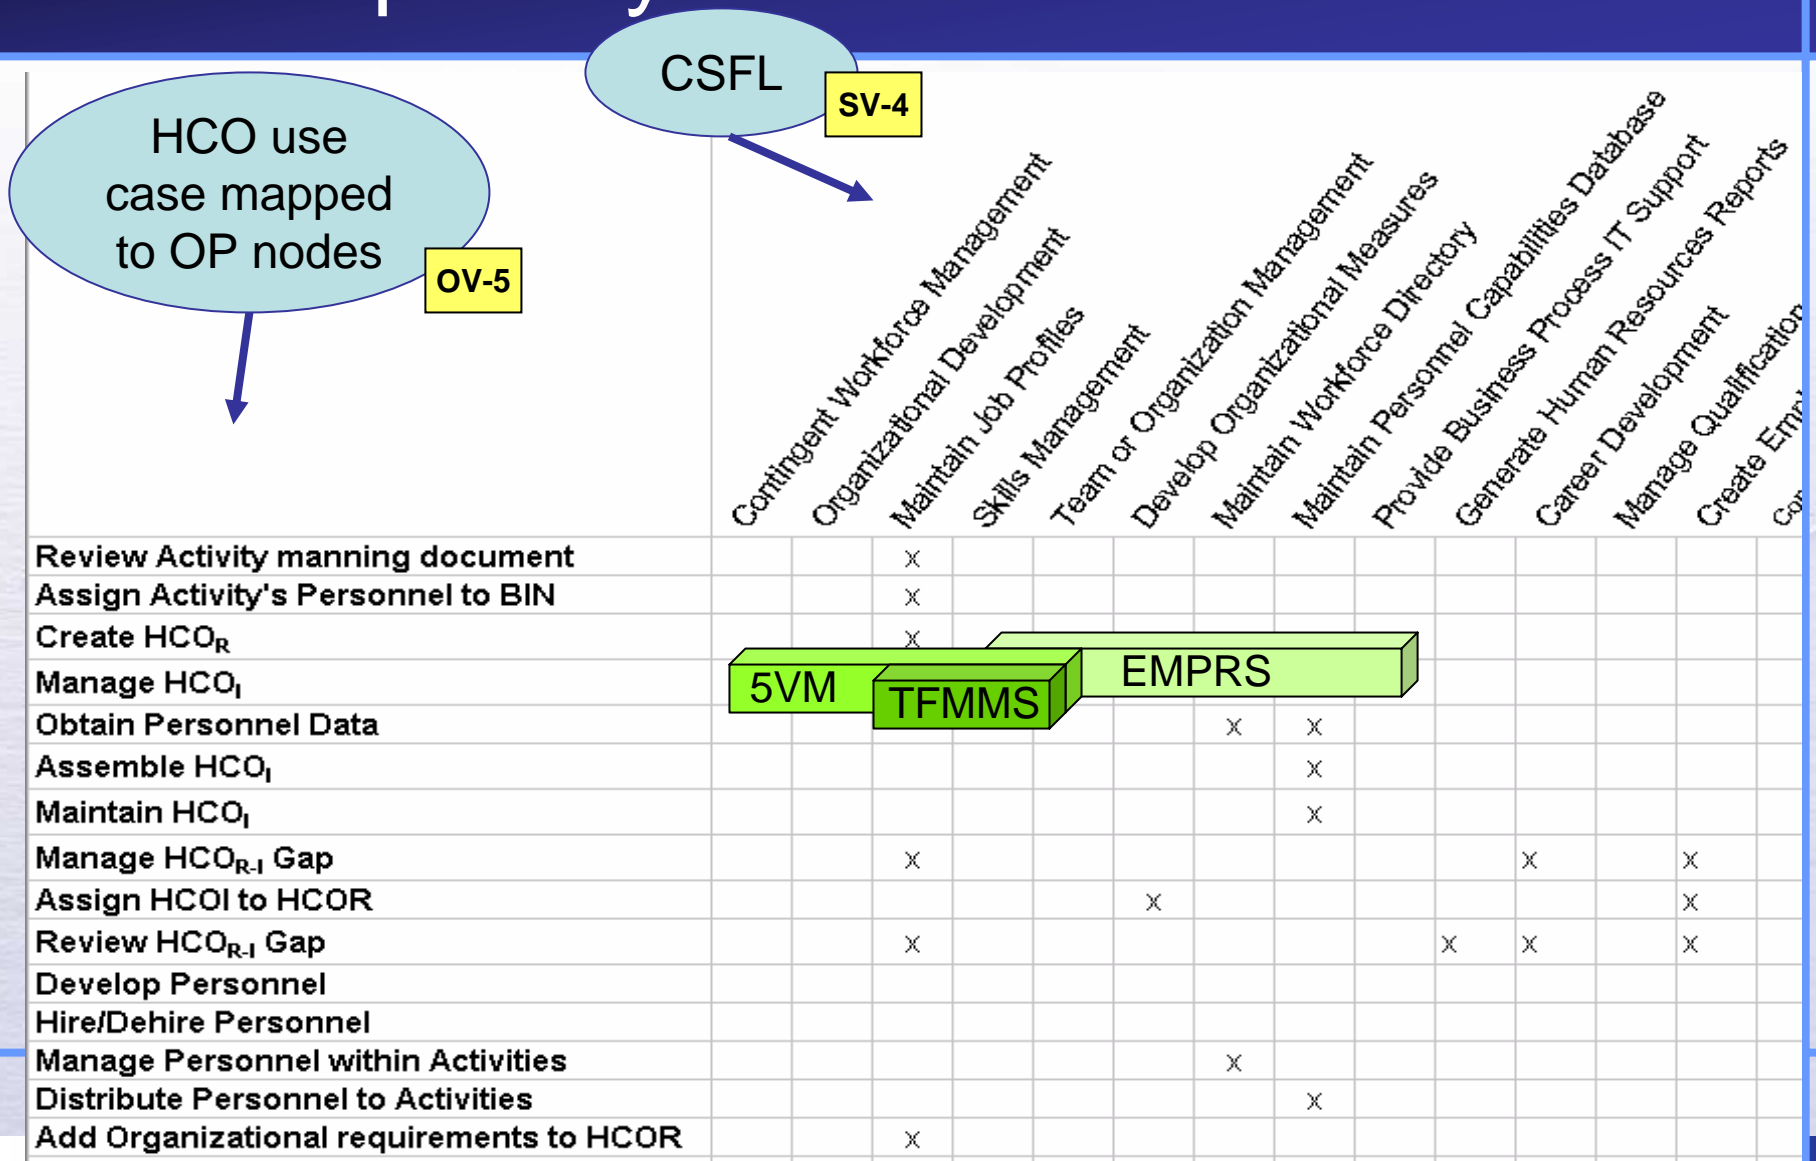 CSFL
SV-4
HCO use
case mapped
to OP nodes
OV-5
Contingent Workforce Management
Organizational Development
Maintain Job Profiles
Skills Management
Team or Organization Management
Develop Organizational Measures
Maintain Workforce Directory
Maintain Personnel Capabilities Database
Provide Business Process IT Support
Generate Human Resources Reports
Career Development
Manage Qualification
Create Empl
Review Activity manning document x
Assign Activity's Personnel to BIN x
Create HCOR x
Manage HCOI
5VM
TFMMS
EMPRS
Obtain Personnel Data x x
Assemble HCOI x
Maintain HCOI x
Manage HCOR-I Gap x x x
Assign HCOI to HCOR x x
Review HCOR-I Gap x x x x
Develop Personnel
Hire/Dehire Personnel
Manage Personnel within Activities x
Distribute Personnel to Activities x
Add Organizational requirements to HCOR x